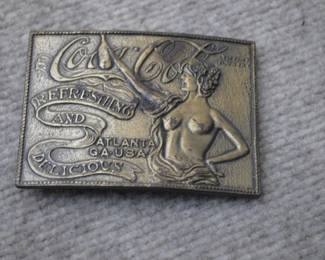 Coca-Cola
REFRESHING
AND
DELICIOUS
ATLANTA
GA. U.S.A